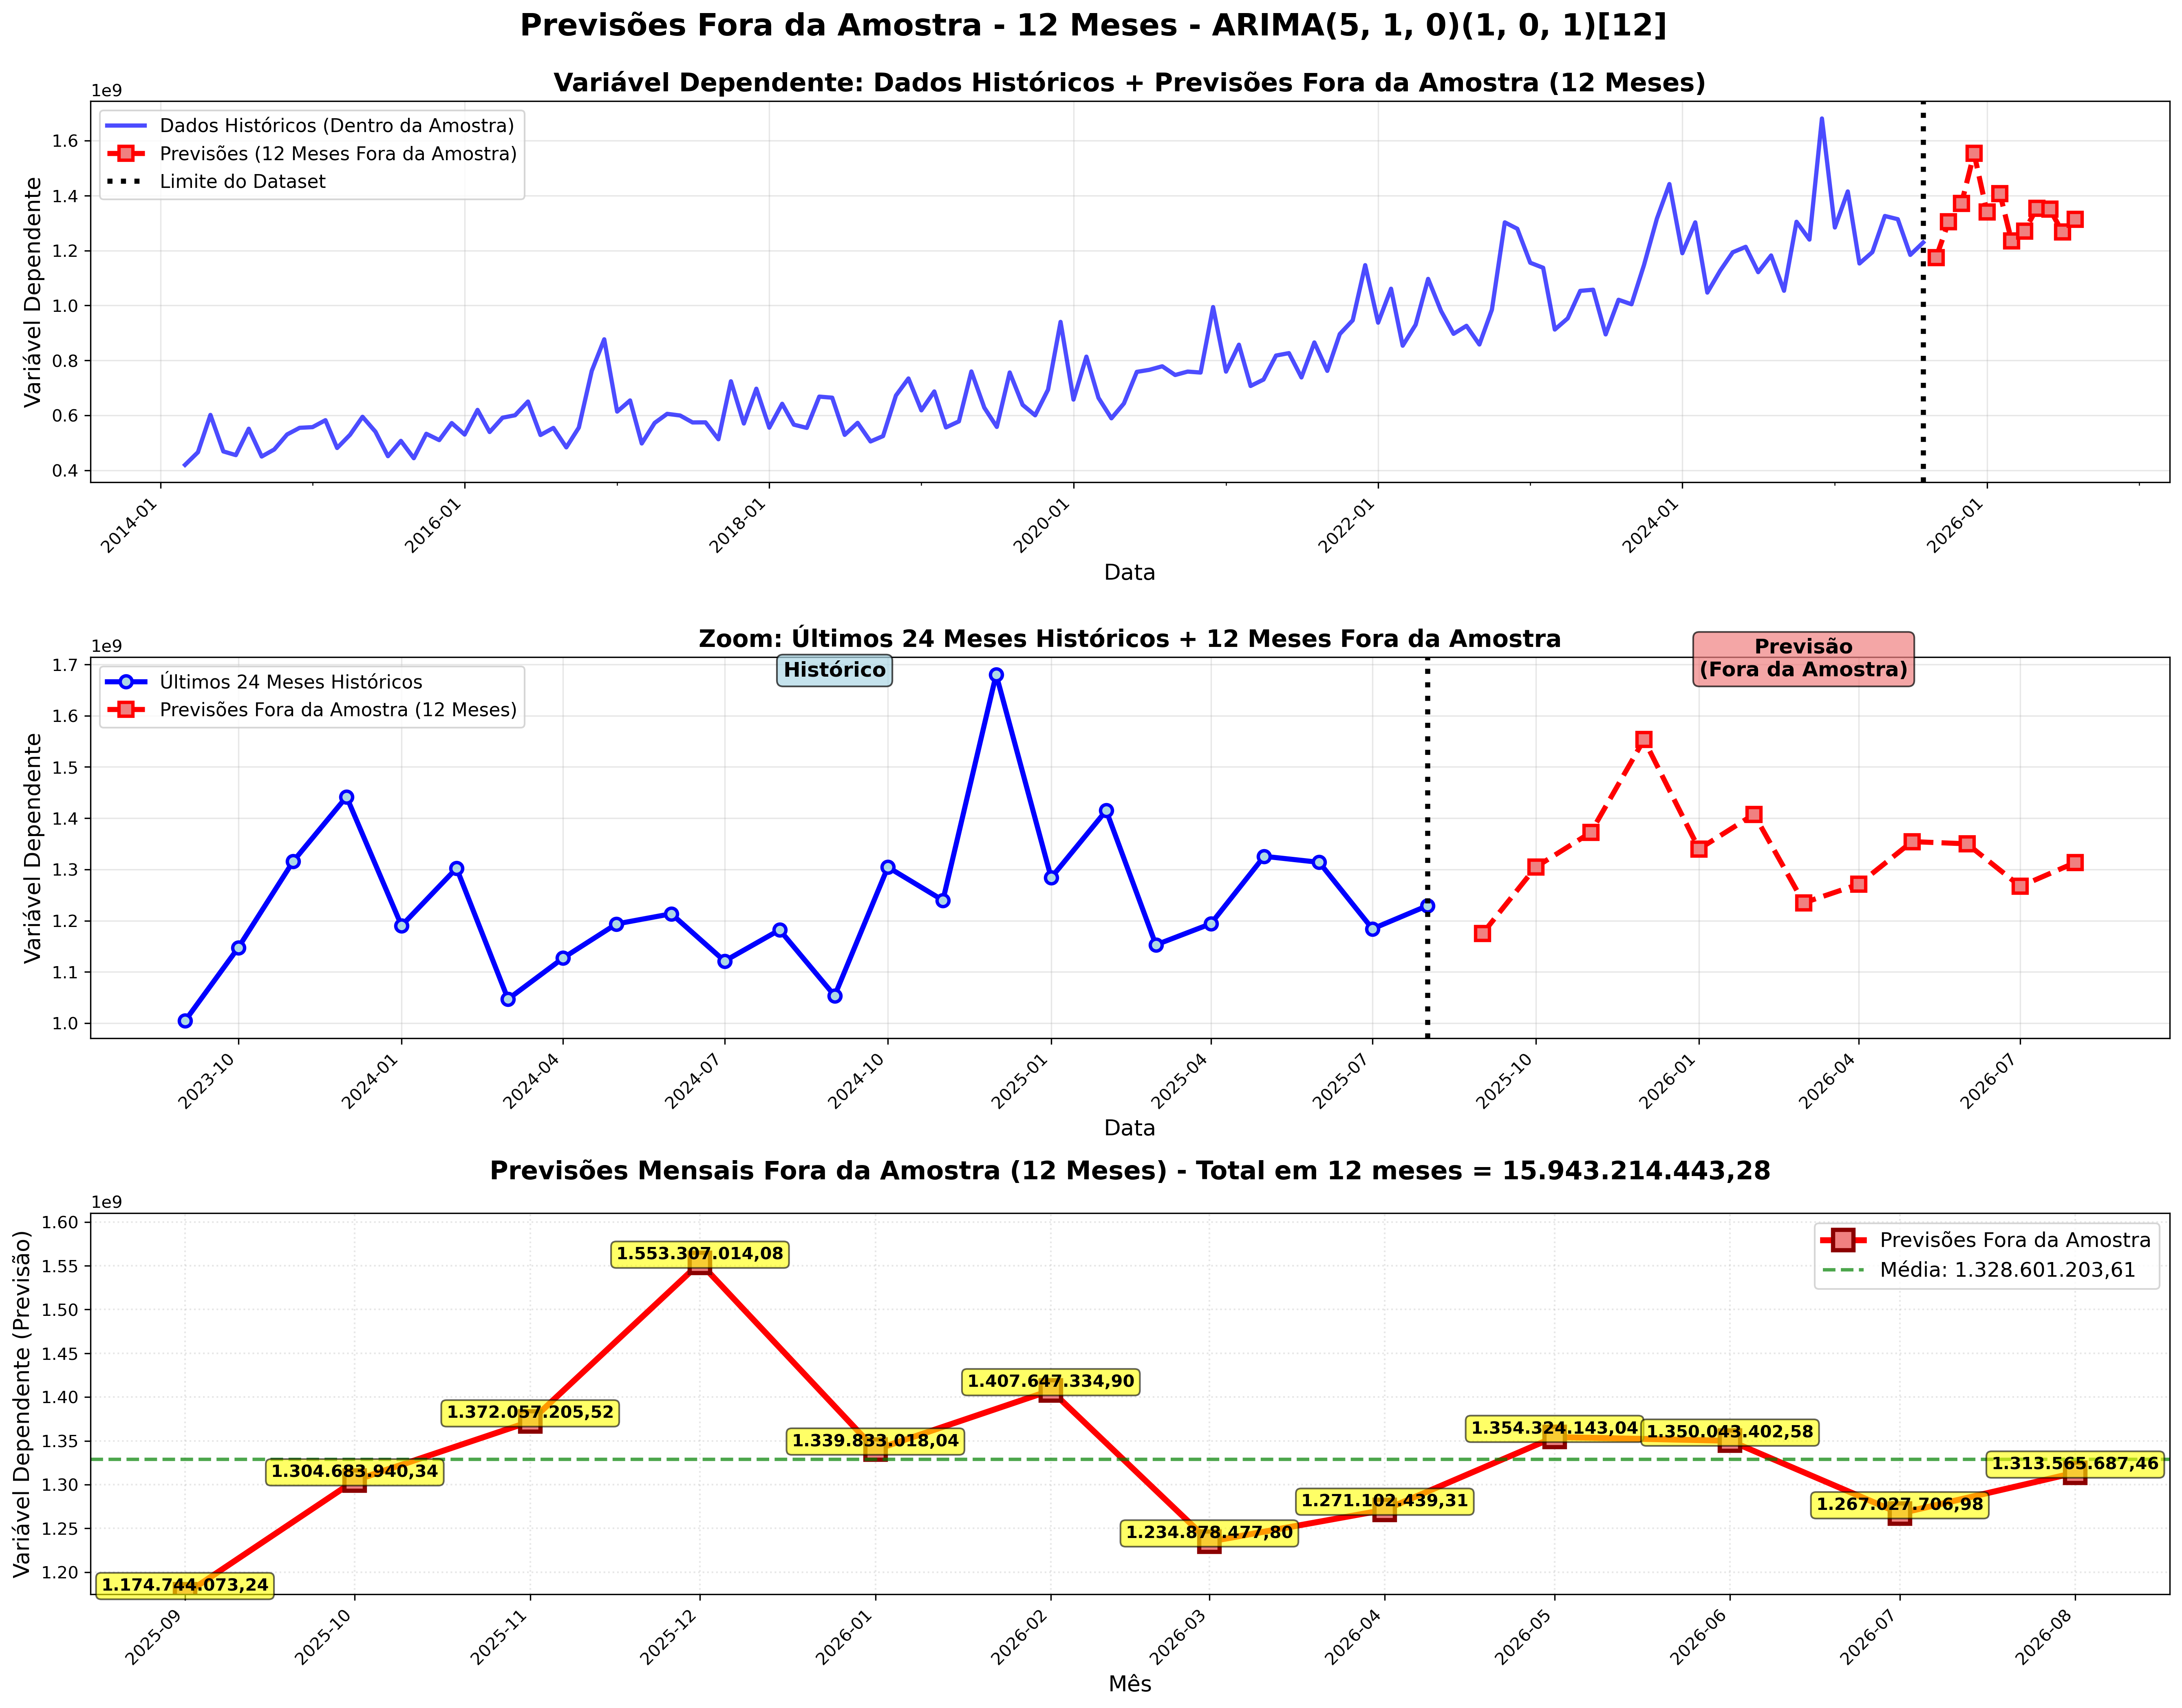 Previsões Fora da Amostra - 12 Meses - ARIMA(5, 1, 0)(1, 0, 1)[12]
Variável Dependente: Dados Históricos + Previsões Fora da Amostra (12 Meses)
1e9
Dados Históricos (Dentro da Amostra)
Previsões (12 Meses Fora da Amostra)
Limite do Dataset
Variável Dependente
1.6
1.4
1.2
1.0
0.8
0.6
0.4
2014-01
2016-01
2018-01
2020-01
2022-01
2024-01
2026-01
Data
Zoom: Últimos 24 Meses Históricos + 12 Meses Fora da Amostra
1e9
Últimos 24 Meses Históricos
Previsões Fora da Amostra (12 Meses)
Histórico
Previsão
(Fora da Amostra)
Variável Dependente
1.7
1.6
1.5
1.4
1.3
1.2
1.1
1.0
2023-10
2024-01
2024-04
2024-07
2024-10
2025-01
2025-04
2025-07
2025-10
2026-01
2026-04
2026-07
Data
Previsões Mensais Fora da Amostra (12 Meses) - Total em 12 meses = 15.943.214.443,28
1e9
Previsões Fora da Amostra
Média: 1.328.601.203,61
Variável Dependente (Previsão)
1.60
1.55
1.50
1.45
1.40
1.35
1.30
1.25
1.20
1.174.744.073,24
1.304.683.940,34
1.372.057.205,52
1.553.307.014,08
1.339.833.018,04
1.407.647.334,90
1.234.878.477,80
1.271.102.439,31
1.354.324.143,04
1.350.043.402,58
1.267.027.706,98
1.313.565.687,46
2025-09
2025-10
2025-11
2025-12
2026-01
2026-02
2026-03
2026-04
2026-05
2026-06
2026-07
2026-08
Mês